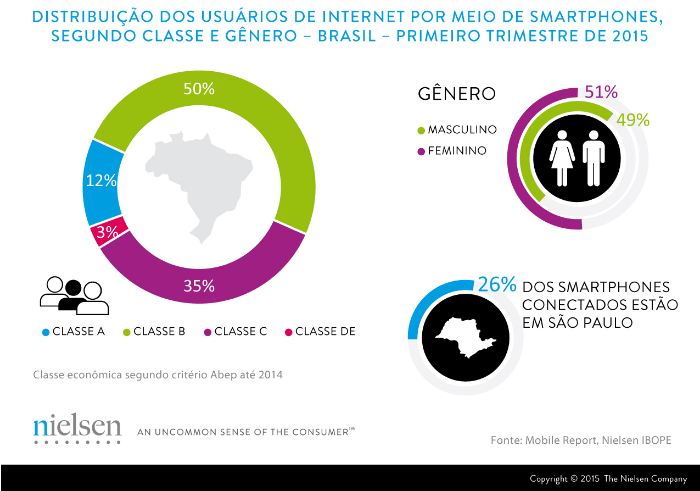 DISTRIBUIÇÃO DOS USUÁRIOS DE INTERNET POR MEIO DE SMARTPHONES,
SEGUNDO CLASSE E GÊNERO – BRASIL – PRIMEIRO TRIMESTRE DE 2015
50%
12%
3%
35%
CLASSE A
CLASSE B
CLASSE C
CLASSE DE
Classe econômica segundo critério Abep até 2014
GÊNERO
MASCULINO
FEMININO
51%
49%
26%
DOS SMARTPHONES
CONECTADOS ESTÃO
EM SÃO PAULO
nielsen
AN UNCOMMON SENSE OF THE CONSUMER™
Fonte: Mobile Report, Nielsen IBOPE
Copyright © 2015 The Nielsen Company